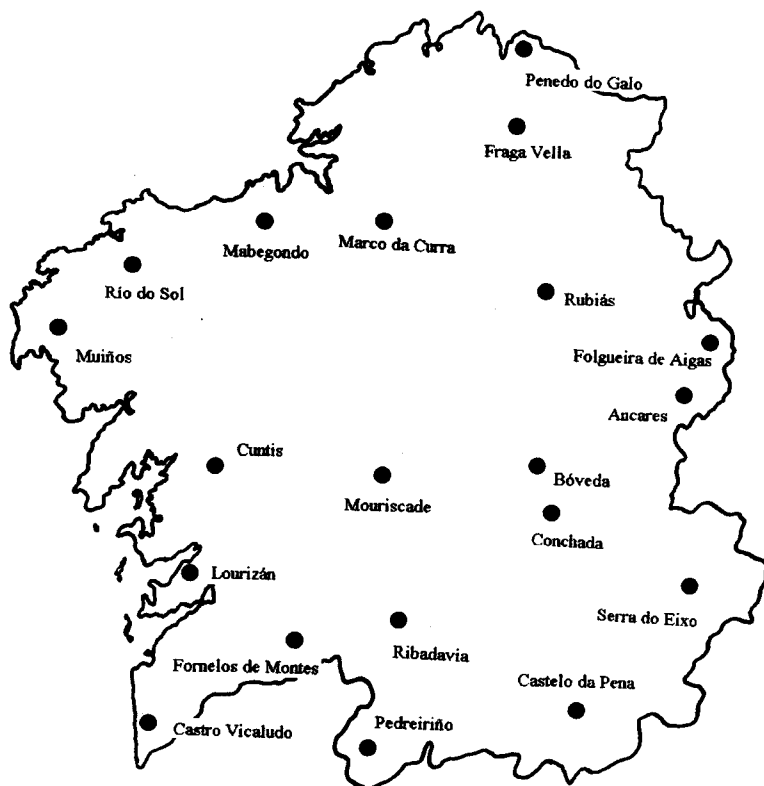 Penedo do Galo
Fraga Vella
Mabegondo
Marco da Curra
Río do Sol
Rubiás
Muiños
Folgueira de Aigas
Ancares
Cuntis
Mouriscade
Bóveda
Conchada
Lourizán
Serra do Eixo
Ribadavia
Fornelos de Montes
Castelo da Pena
Castro Vicaludo
Pedreiriño